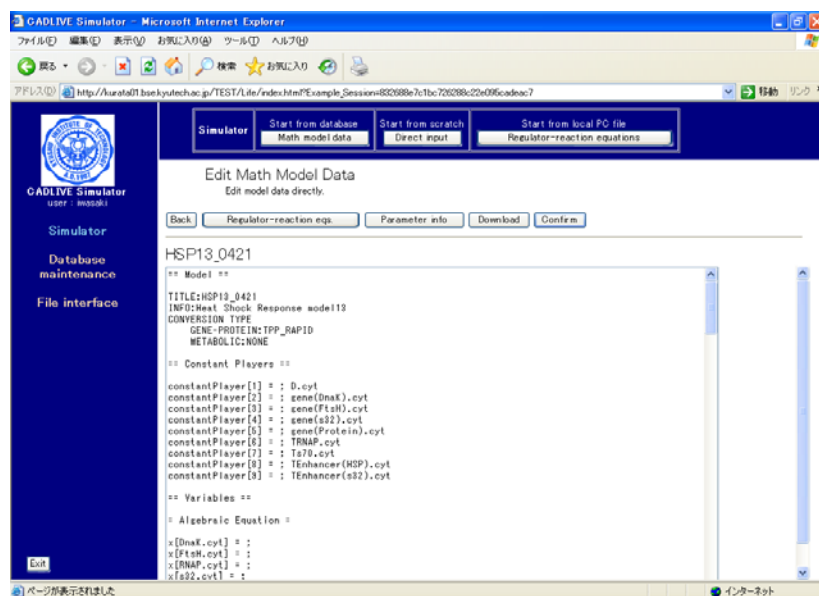 CADLIVE Simulator - Microsoft Internet Explorer
ファイル(F) 編集(E) 表示(V) お気に入り(A) ツール(T) ヘルプ(H)
戻る 検索 お気に入り
アドレス(D) http://kurata01.bse.kyutech.ac.jp/TEST/Life/index.html?Example_Session=832688e7c1bc726288c22e095cadeac7 移動 リンク
Simulator
Start from database Start from scratch Start from local PC file
Math model data Direct input Regulator-reaction equations
CADLIVE Simulator
user : iwasaki
Simulator
Database
maintenance
File interface
Exit
Edit Math Model Data
Edit model data directly.
Back Regulator-reaction eqs. Parameter info Download Confirm
HSP13_0421
== Model ==
TITLE:HSP13_0421
INFO:Heat Shock Response model13
CONVERSION TYPE
GENE-PROTEIN:TPP_RAPID
METABOLIC:NONE
== Constant Players ==
constantPlayer[1] = ; D.cyt
constantPlayer[2] = ; gene(DnaK).cyt
constantPlayer[3] = ; gene(FtsH).cyt
constantPlayer[4] = ; gene(s32).cyt
constantPlayer[5] = ; gene(Protein).cyt
constantPlayer[6] = ; TRNAP.cyt
constantPlayer[7] = ; Ts70.cyt
constantPlayer[8] = ; TEnhancer(HSP).cyt
constantPlayer[9] = ; TEnhancer(s32).cyt
== Variables ==
= Algebraic Equation =
x[DnaK.cyt] = ;
x[FtsH.cyt] = ;
x[RNAP.cyt] = ;
x[s32.cyt] = ;
ページが表示されました インターネット